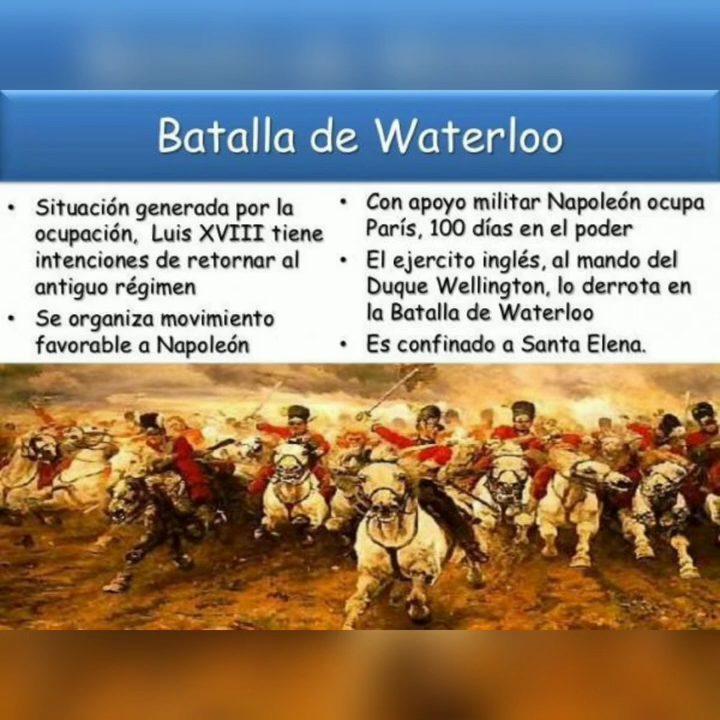 Batalla de Waterloo
• Situación generada por la
ocupación, Luis XVIII tiene
intenciones de retornar al
antiguo régimen
• Se organiza movimiento
favorable a Napoleón
• Con apoyo militar Napoleón ocupa
París, 100 días en el poder
• El ejercito inglés, al mando del
Duque Wellington, lo derrota en
la Batalla de Waterloo
• Es confinado a Santa Elena.